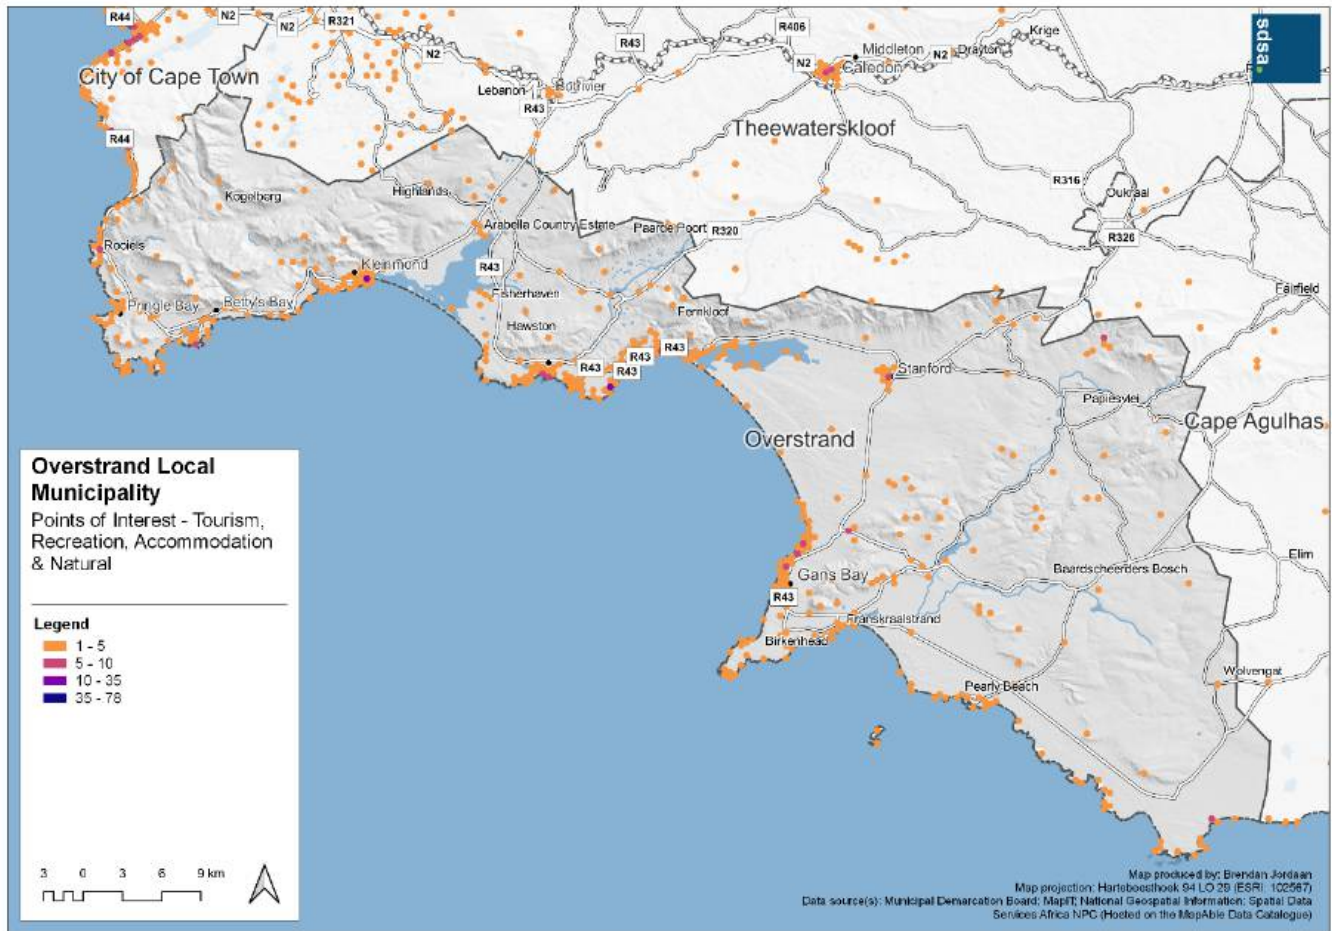 R44
N2
N2
R321
N2
R43
R406
Krige
Middleton
N2
Drayton
sdsa
City of Cape Town
N2
Caledon
Lebanon
Botrivier
R43
R44
Theewaterskloof
R316
Oukraal
Kogelberg
Highlands
Arabella Country Estate
Paarde Poort
R320
R326
Rooiels
Kleinmond
R43
Fisherhaven
Fairfield
Pringle Bay
Betty's Bay
Hawston
Fernkloof
R43
R43
R43
R43
Stanford
Papiesvlei
Cape Agulhas
Overstrand
Elim
Baardscheerders Bosch
Gans Bay
R43
Franskraalstrand
Birkenhead
Wolvengat
Pearly Beach
Overstrand Local
Municipality
Points of Interest - Tourism,
Recreation, Accommodation
& Natural
Legend
1 - 5
5 - 10
10 - 35
35 - 78
3 0 3 6 9 km
Map produced by: Brendan Jordaan
Map projection: Hartebeesthoek 94 LO 29 (ESRI: 102567)
Data source(s): Municipal Demarcation Board; MapIT; National Geospatial Information; Spatial Data
Services Africa NPC (Hosted on the MapAble Data Catalogue)